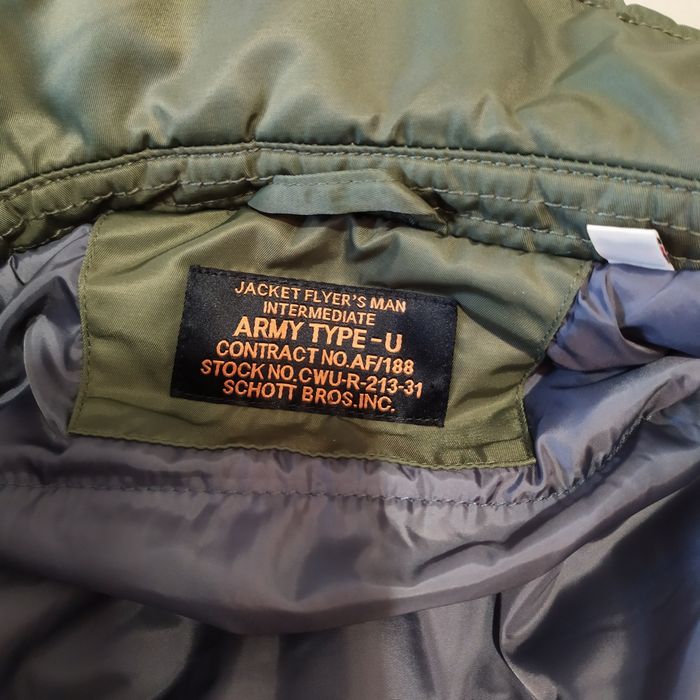 JACKET FLYER'S MAN
INTERMEDIATE
ARMY TYPE-U
CONTRACT NO.AF/188
STOCK NO.CWU-R-213-31
SCHOTT BROS.INC.